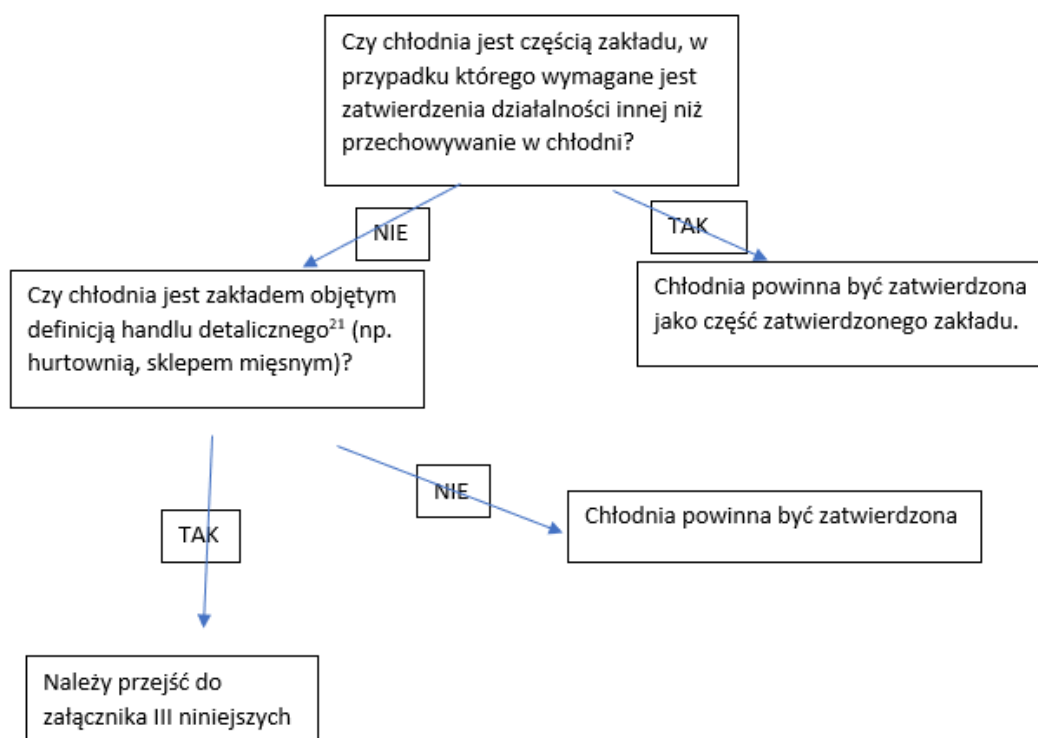 Czy chłodnia jest częścią zakładu, w
przypadku którego wymagane jest
zatwierdzenia działalności innej niż
przechowywanie w chłodni?
NIE
TAK
Czy chłodnia jest zakładem objętym
definicją handlu detalicznego²¹ (np.
hurtownią, sklepem mięsnym)?
Chłodnia powinna być zatwierdzona
jako część zatwierdzonego zakładu.
NIE
TAK
Chłodnia powinna być zatwierdzona
Należy przejść do
załącznika III niniejszych